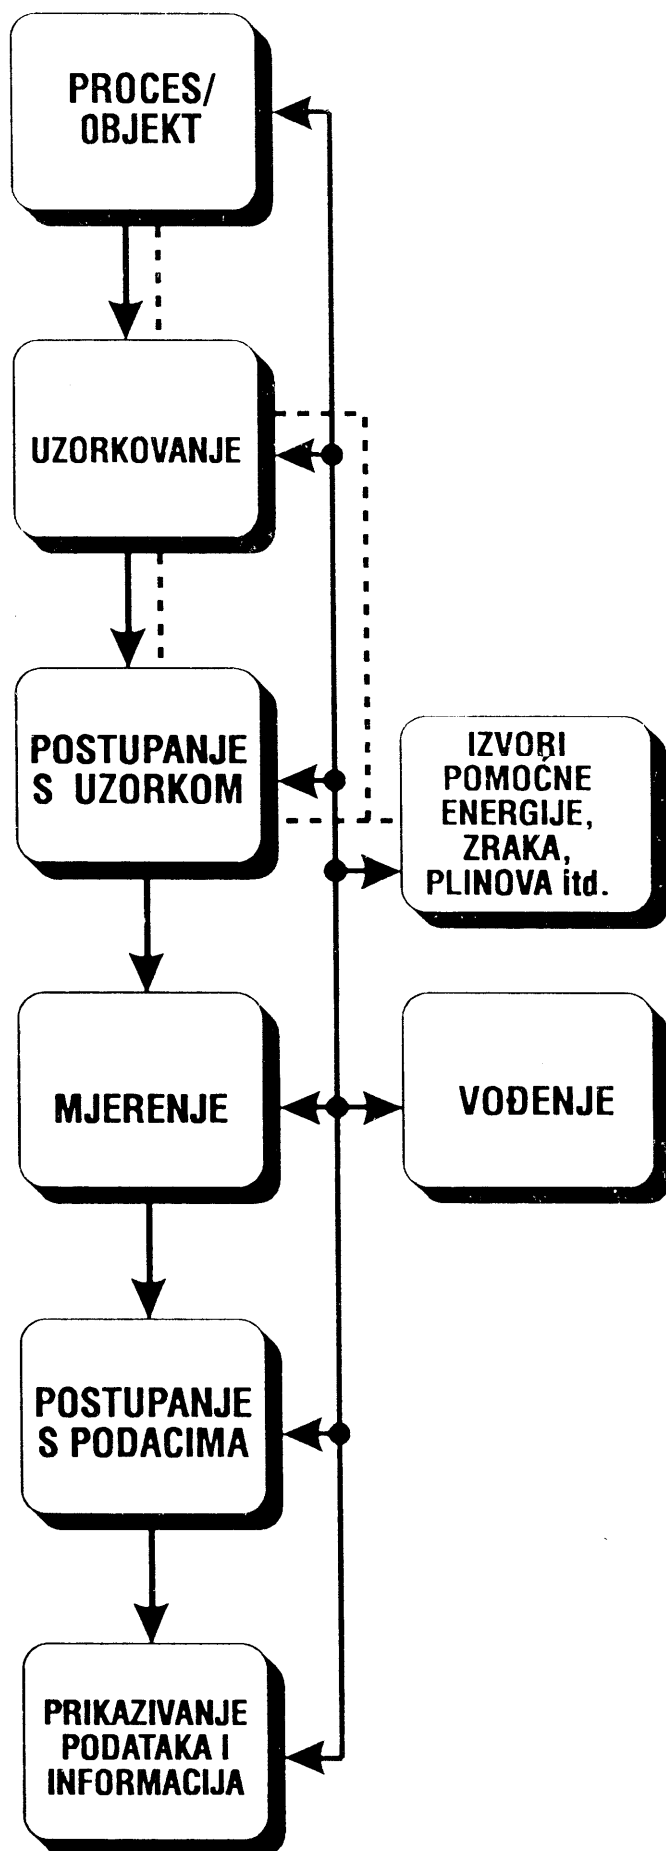 PROCES/
OBJEKT
UZORKOVANJE
POSTUPANJE
S UZORKOM
IZVORI
POMOĆNE
ENERGIJE,
ZRAKA,
PLINOVA itd.
MJERENJE
VOĐENJE
POSTUPANJE
S PODACIMA
PRIKAZIVANJE
PODATAKA I
INFORMACIJA